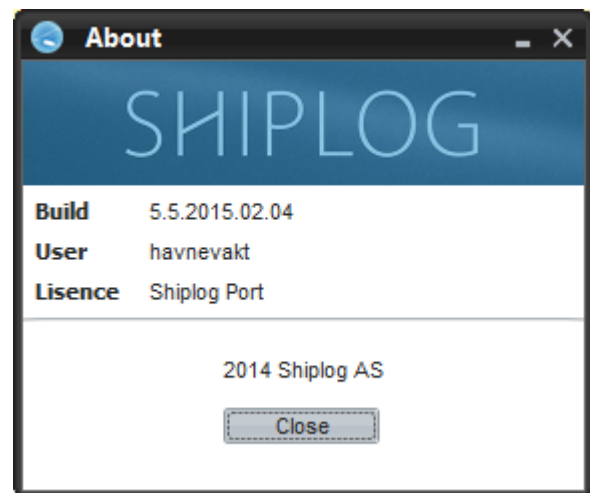 About
SHIPLOG
Build 5.5.2015.02.04
User havnevakt
Lisence Shiplog Port
2014 Shiplog AS
Close